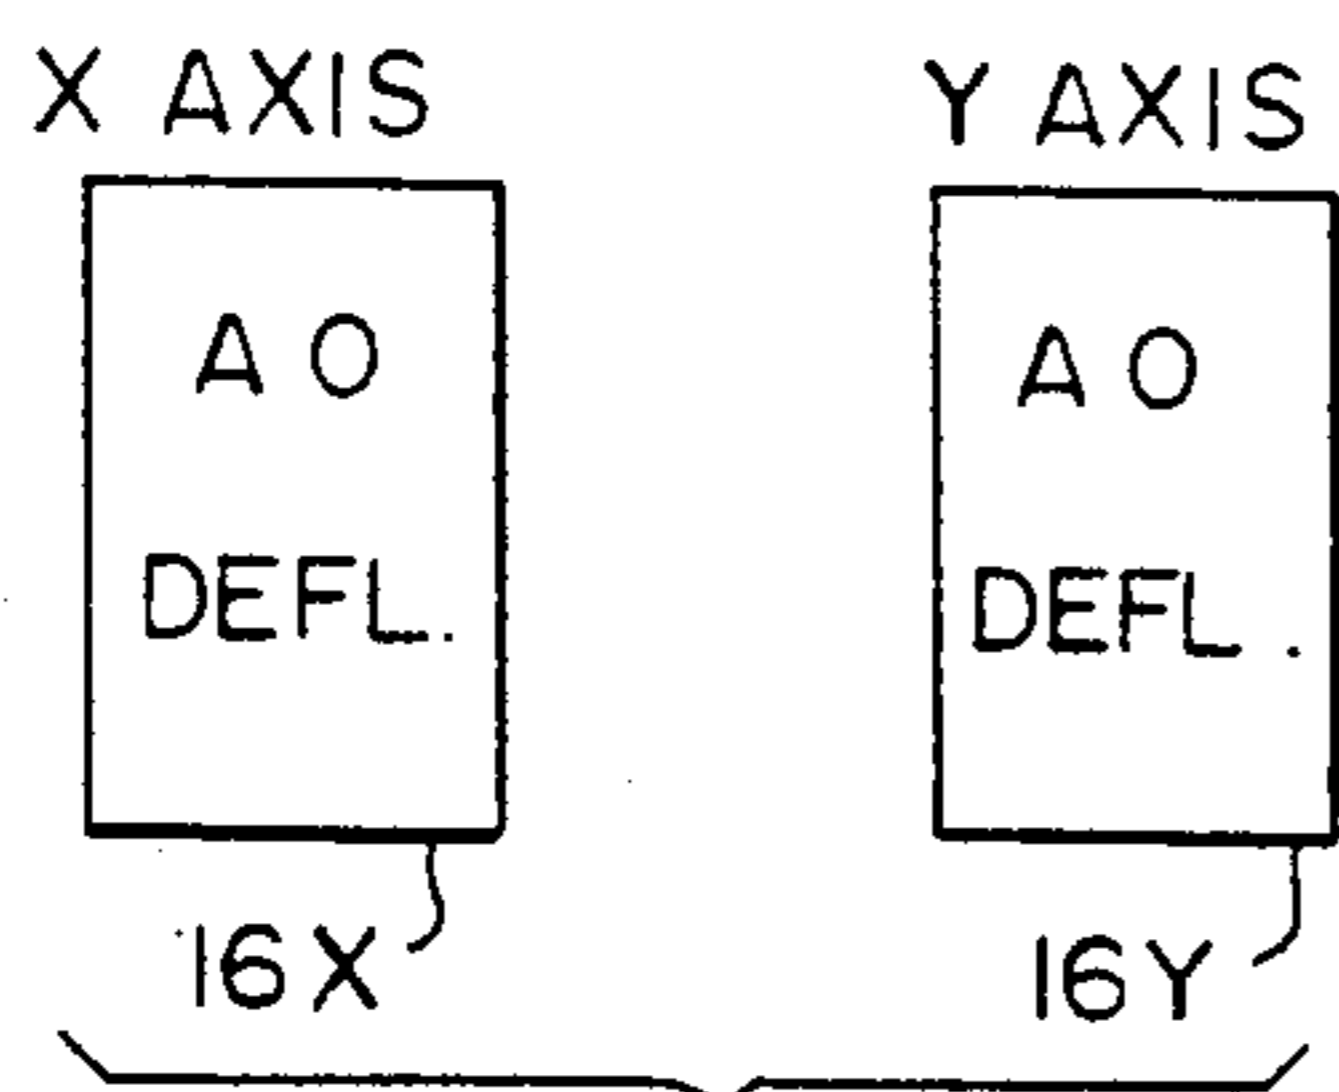 X AXIS
A O
DEFL.
16X
Y AXIS
A O
DEFL.
16Y